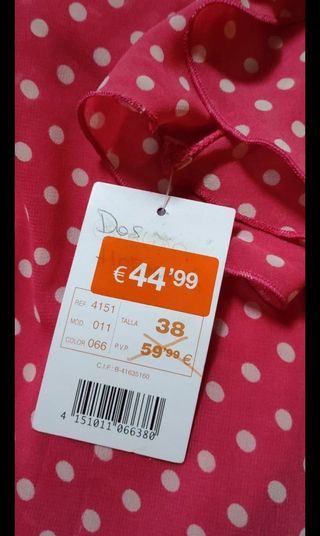 Dos
€44'99
REF. 4151
MOD. 011
TALLA 38
COLOR 066
P.V.P. 59'99 €
C.I.F.: B-41635160
4 151011 066380